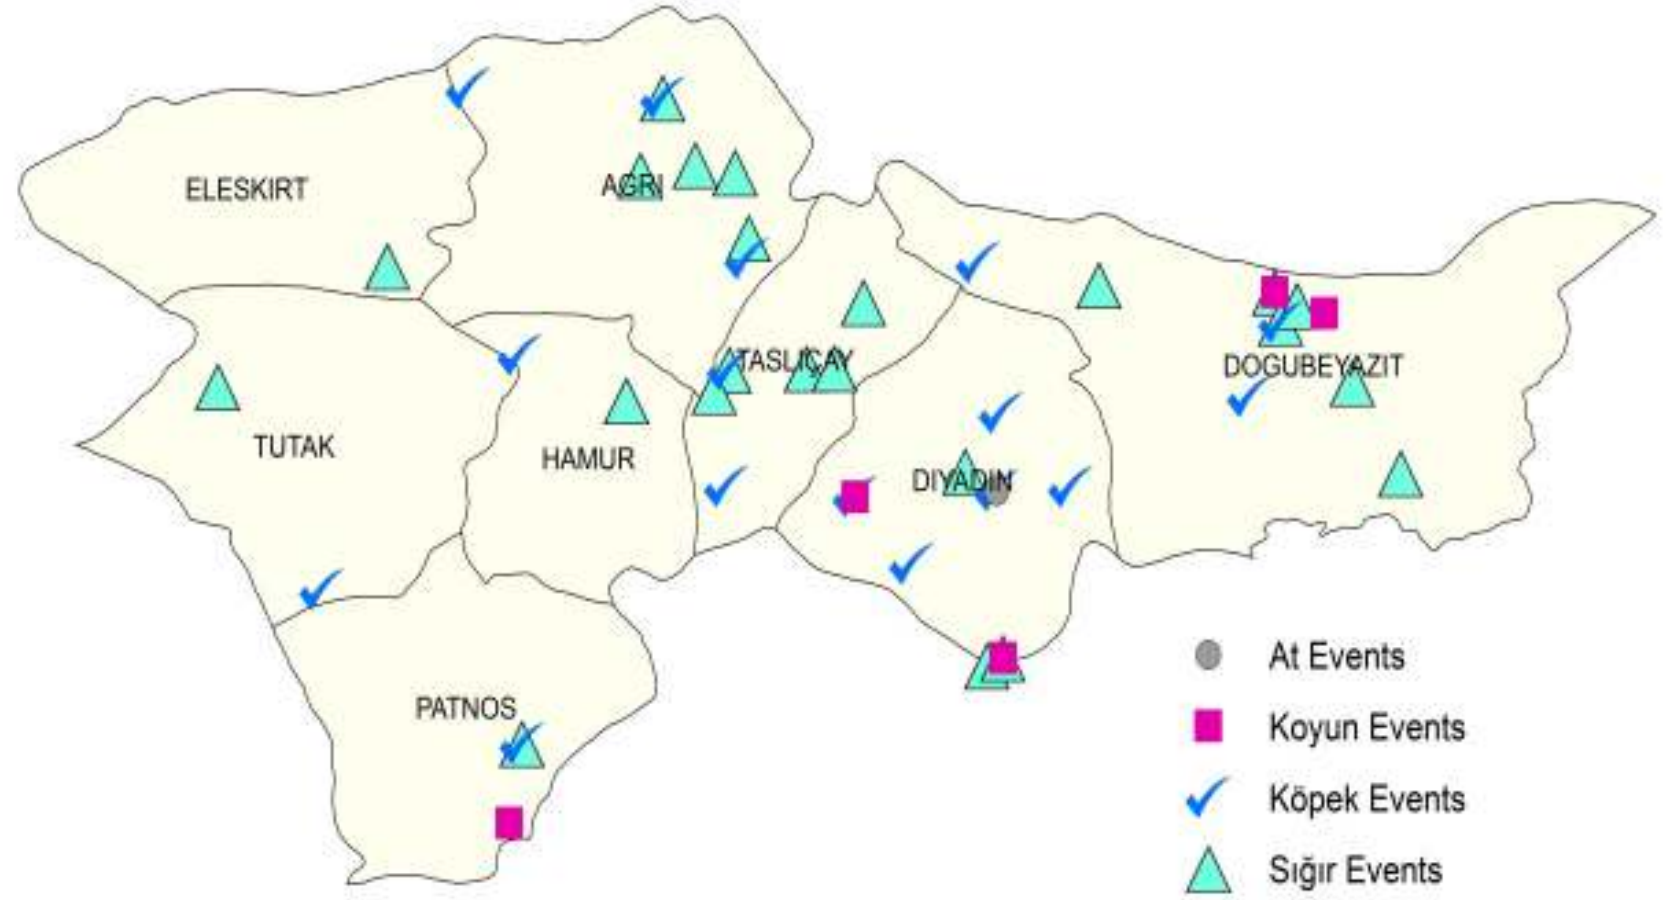 ELESKIRT
AGRI
TASLIÇAY
DOGUBEYAZIT
TUTAK
HAMUR
DIYADIN
PATNOS
At Events
Koyun Events
Köpek Events
Sığır Events